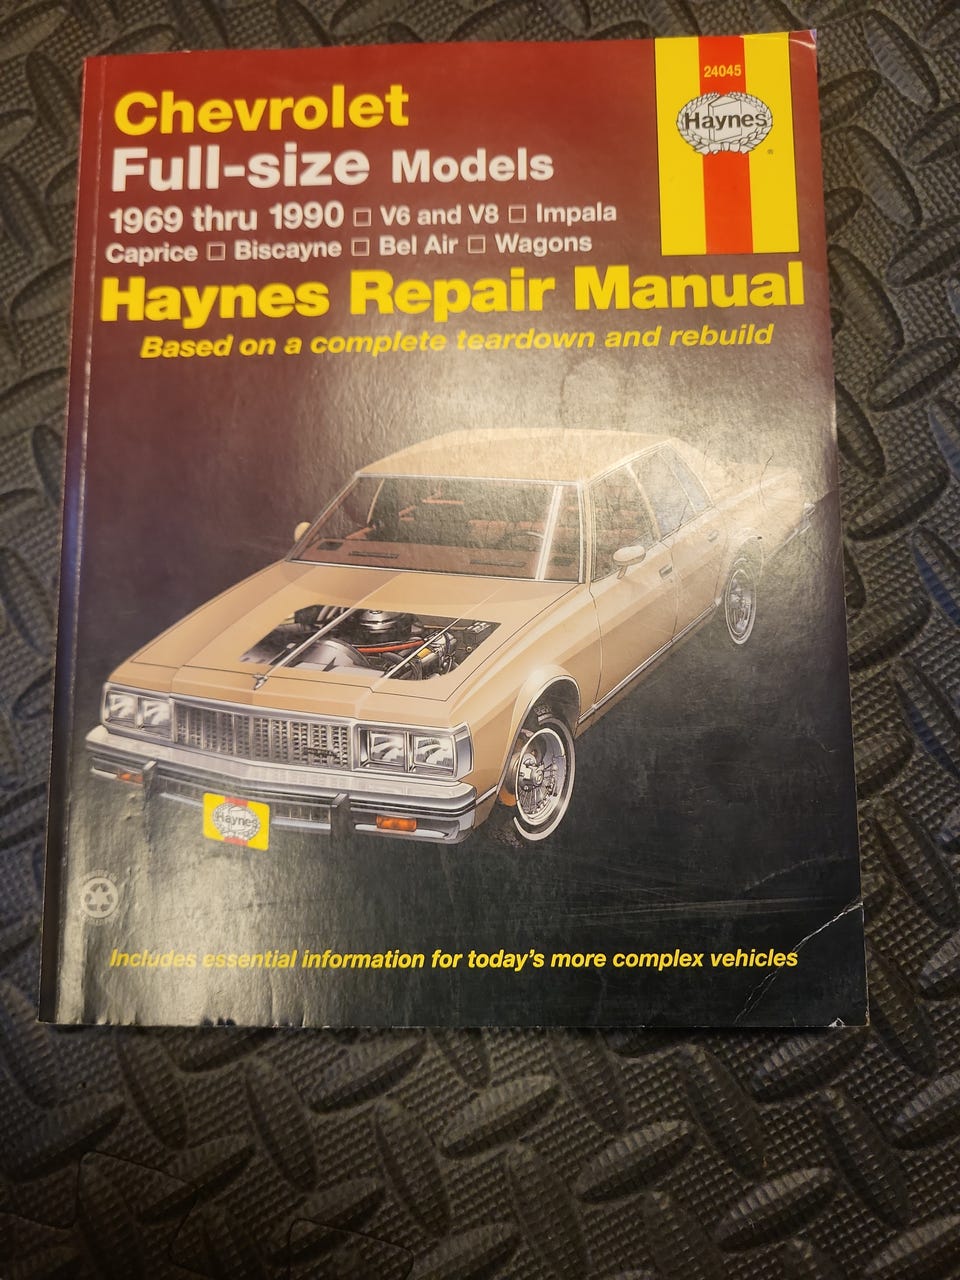 24045
Haynes
®
Chevrolet
Full-size Models
1969 thru 1990 □ V6 and V8 □ Impala
Caprice □ Biscayne □ Bel Air □ Wagons
Haynes Repair Manual
Based on a complete teardown and rebuild
Haynes
Includes essential information for today's more complex vehicles